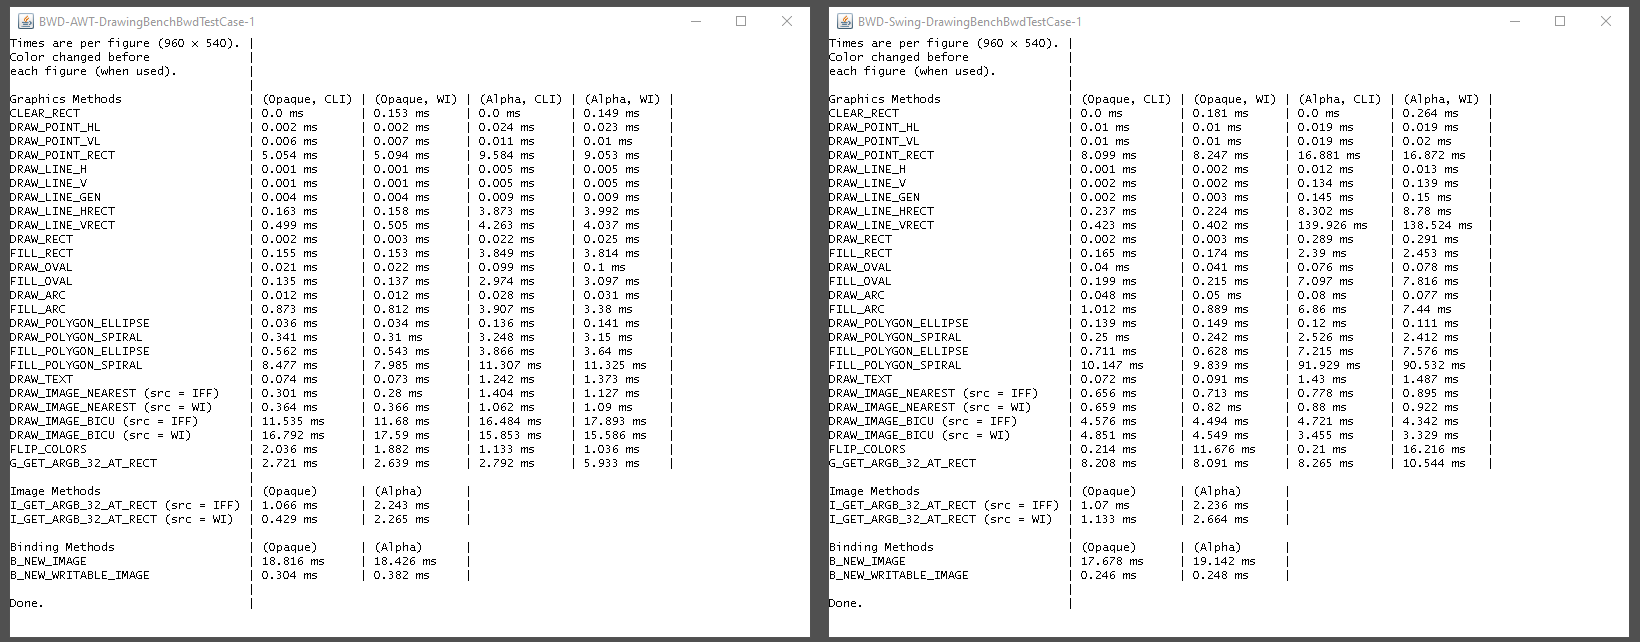 BWD-AWT-DrawingBenchBwdTestCase-1
Times are per figure (960 x 540). |
Color changed before |
each figure (when used). |
|
Graphics Methods | (Opaque, CLI) | (Opaque, WI) | (Alpha, CLI) | (Alpha, WI) |
CLEAR_RECT | 0.0 ms | 0.153 ms | 0.0 ms | 0.149 ms |
DRAW_POINT_HL | 0.002 ms | 0.002 ms | 0.024 ms | 0.023 ms |
DRAW_POINT_VL | 0.006 ms | 0.007 ms | 0.011 ms | 0.01 ms |
DRAW_POINT_RECT | 5.054 ms | 5.094 ms | 9.584 ms | 9.053 ms |
DRAW_LINE_H | 0.001 ms | 0.001 ms | 0.005 ms | 0.005 ms |
DRAW_LINE_V | 0.001 ms | 0.001 ms | 0.005 ms | 0.005 ms |
DRAW_LINE_GEN | 0.004 ms | 0.004 ms | 0.009 ms | 0.009 ms |
DRAW_LINE_HRECT | 0.163 ms | 0.158 ms | 3.873 ms | 3.992 ms |
DRAW_LINE_VRECT | 0.499 ms | 0.505 ms | 4.263 ms | 4.037 ms |
DRAW_RECT | 0.002 ms | 0.003 ms | 0.022 ms | 0.025 ms |
FILL_RECT | 0.155 ms | 0.153 ms | 3.849 ms | 3.814 ms |
DRAW_OVAL | 0.021 ms | 0.022 ms | 0.099 ms | 0.1 ms |
FILL_OVAL | 0.135 ms | 0.137 ms | 2.974 ms | 3.097 ms |
DRAW_ARC | 0.012 ms | 0.012 ms | 0.028 ms | 0.031 ms |
FILL_ARC | 0.873 ms | 0.812 ms | 3.907 ms | 3.38 ms |
DRAW_POLYGON_ELLIPSE | 0.036 ms | 0.034 ms | 0.136 ms | 0.141 ms |
DRAW_POLYGON_SPIRAL | 0.341 ms | 0.31 ms | 3.248 ms | 3.15 ms |
FILL_POLYGON_ELLIPSE | 0.562 ms | 0.543 ms | 3.866 ms | 3.64 ms |
FILL_POLYGON_SPIRAL | 8.477 ms | 7.985 ms | 11.307 ms | 11.325 ms |
DRAW_TEXT | 0.074 ms | 0.073 ms | 1.242 ms | 1.373 ms |
DRAW_IMAGE_NEAREST (src = IFF) | 0.301 ms | 0.28 ms | 1.404 ms | 1.127 ms |
DRAW_IMAGE_NEAREST (src = WI) | 0.364 ms | 0.366 ms | 1.062 ms | 1.09 ms |
DRAW_IMAGE_BICU (src = IFF) | 11.535 ms | 11.68 ms | 16.484 ms | 17.893 ms |
DRAW_IMAGE_BICU (src = WI) | 16.792 ms | 17.59 ms | 15.853 ms | 15.586 ms |
FLIP_COLORS | 2.036 ms | 1.882 ms | 1.133 ms | 1.036 ms |
G_GET_ARGB_32_AT_RECT | 2.721 ms | 2.639 ms | 2.792 ms | 5.933 ms |
|
Image Methods | (Opaque) | (Alpha) |
I_GET_ARGB_32_AT_RECT (src = IFF) | 1.066 ms | 2.243 ms |
I_GET_ARGB_32_AT_RECT (src = WI) | 0.429 ms | 2.265 ms |
|
Binding Methods | (Opaque) | (Alpha) |
B_NEW_IMAGE | 18.816 ms | 18.426 ms |
B_NEW_WRITABLE_IMAGE | 0.304 ms | 0.382 ms |
|
Done. |
BWD-Swing-DrawingBenchBwdTestCase-1
Times are per figure (960 x 540). |
Color changed before |
each figure (when used). |
|
Graphics Methods | (Opaque, CLI) | (Opaque, WI) | (Alpha, CLI) | (Alpha, WI) |
CLEAR_RECT | 0.0 ms | 0.181 ms | 0.0 ms | 0.264 ms |
DRAW_POINT_HL | 0.01 ms | 0.01 ms | 0.019 ms | 0.019 ms |
DRAW_POINT_VL | 0.01 ms | 0.01 ms | 0.019 ms | 0.02 ms |
DRAW_POINT_RECT | 8.099 ms | 8.247 ms | 16.881 ms | 16.872 ms |
DRAW_LINE_H | 0.001 ms | 0.002 ms | 0.012 ms | 0.013 ms |
DRAW_LINE_V | 0.002 ms | 0.002 ms | 0.134 ms | 0.139 ms |
DRAW_LINE_GEN | 0.002 ms | 0.003 ms | 0.145 ms | 0.15 ms |
DRAW_LINE_HRECT | 0.237 ms | 0.224 ms | 8.302 ms | 8.78 ms |
DRAW_LINE_VRECT | 0.423 ms | 0.402 ms | 139.926 ms | 138.524 ms |
DRAW_RECT | 0.002 ms | 0.003 ms | 0.289 ms | 0.291 ms |
FILL_RECT | 0.165 ms | 0.174 ms | 2.39 ms | 2.453 ms |
DRAW_OVAL | 0.04 ms | 0.041 ms | 0.076 ms | 0.078 ms |
FILL_OVAL | 0.199 ms | 0.215 ms | 7.097 ms | 7.816 ms |
DRAW_ARC | 0.048 ms | 0.05 ms | 0.08 ms | 0.077 ms |
FILL_ARC | 1.012 ms | 0.889 ms | 6.86 ms | 7.44 ms |
DRAW_POLYGON_ELLIPSE | 0.139 ms | 0.149 ms | 0.12 ms | 0.111 ms |
DRAW_POLYGON_SPIRAL | 0.25 ms | 0.242 ms | 2.526 ms | 2.412 ms |
FILL_POLYGON_ELLIPSE | 0.711 ms | 0.628 ms | 7.215 ms | 7.576 ms |
FILL_POLYGON_SPIRAL | 10.147 ms | 9.839 ms | 91.929 ms | 90.532 ms |
DRAW_TEXT | 0.072 ms | 0.091 ms | 1.43 ms | 1.487 ms |
DRAW_IMAGE_NEAREST (src = IFF) | 0.656 ms | 0.713 ms | 0.778 ms | 0.895 ms |
DRAW_IMAGE_NEAREST (src = WI) | 0.659 ms | 0.82 ms | 0.88 ms | 0.922 ms |
DRAW_IMAGE_BICU (src = IFF) | 4.576 ms | 4.494 ms | 4.721 ms | 4.342 ms |
DRAW_IMAGE_BICU (src = WI) | 4.851 ms | 4.549 ms | 3.455 ms | 3.329 ms |
FLIP_COLORS | 0.214 ms | 11.676 ms | 0.21 ms | 16.216 ms |
G_GET_ARGB_32_AT_RECT | 8.208 ms | 8.091 ms | 8.265 ms | 10.544 ms |
|
Image Methods | (Opaque) | (Alpha) |
I_GET_ARGB_32_AT_RECT (src = IFF) | 1.07 ms | 2.236 ms |
I_GET_ARGB_32_AT_RECT (src = WI) | 1.133 ms | 2.664 ms |
|
Binding Methods | (Opaque) | (Alpha) |
B_NEW_IMAGE | 17.678 ms | 19.142 ms |
B_NEW_WRITABLE_IMAGE | 0.246 ms | 0.248 ms |
|
Done. |